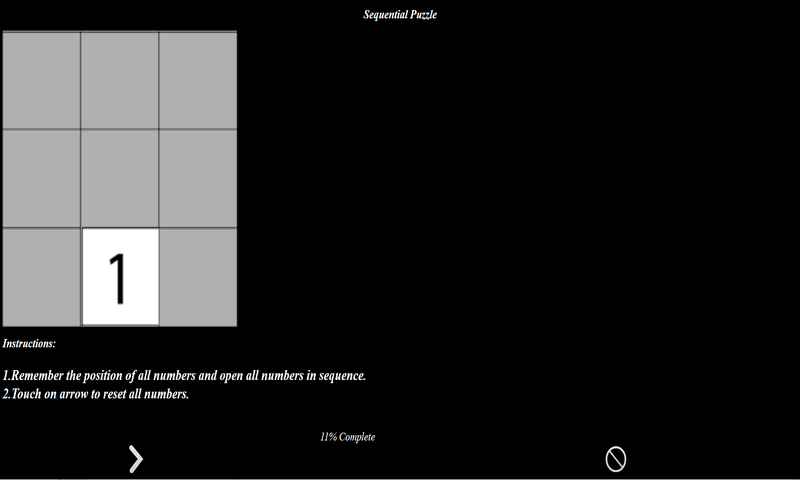 Sequential Puzzle
1
Instructions:
1.Remember the position of all numbers and open all numbers in sequence.
2.Touch on arrow to reset all numbers.
11% Complete